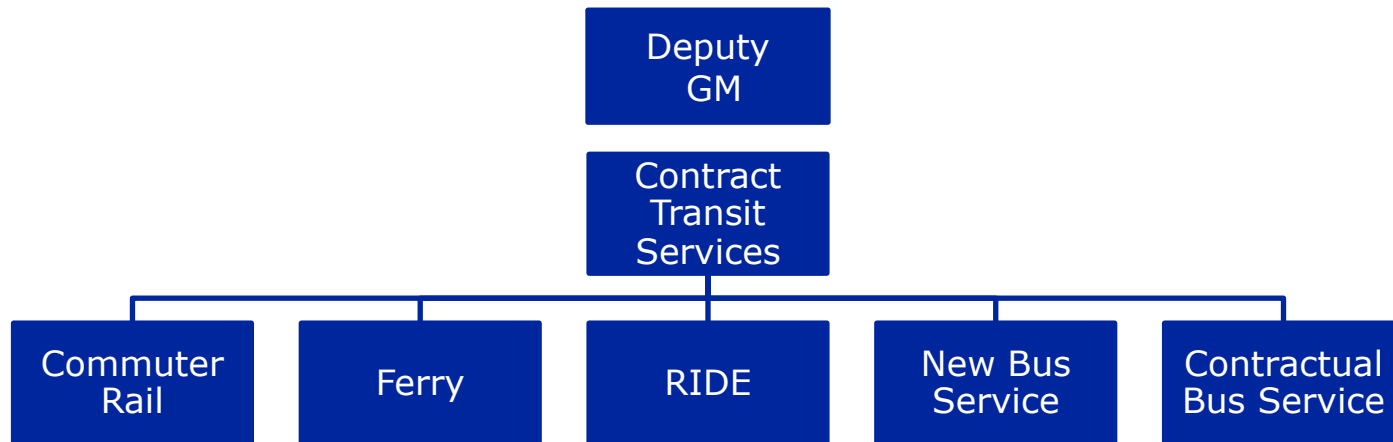 Deputy
GM
Contract
Transit
Services
Commuter
Rail
Ferry
RIDE
New Bus
Service
Contractual
Bus Service